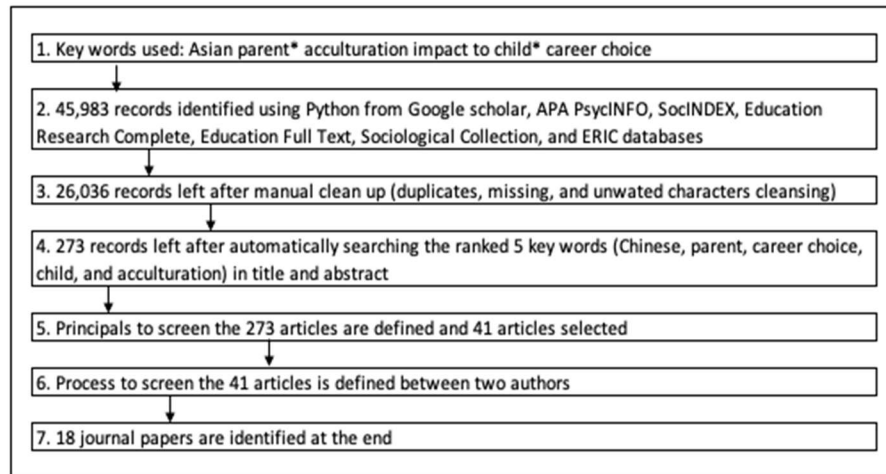 1. Key words used: Asian parent* acculturation impact to child* career choice
2. 45,983 records identified using Python from Google scholar, APA PsycINFO, SocINDEX, Education
Research Complete, Education Full Text, Sociological Collection, and ERIC databases
3. 26,036 records left after manual clean up (duplicates, missing, and unwated characters cleansing)
4. 273 records left after automatically searching the ranked 5 key words (Chinese, parent, career choice,
child, and acculturation) in title and abstract
5. Principals to screen the 273 articles are defined and 41 articles selected
6. Process to screen the 41 articles is defined between two authors
7. 18 journal papers are identified at the end